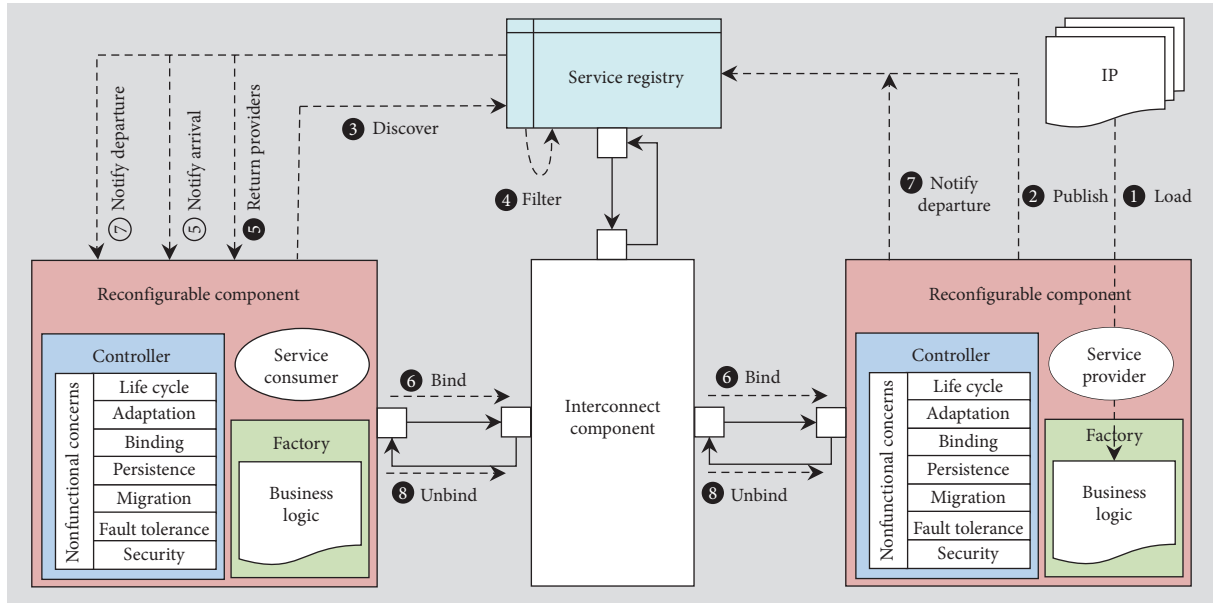 Service registry
IP
7 Notify departure
5 Notify arrival
5 Return providers
3 Discover
4 Filter
7 Notify
departure
2 Publish
1 Load
Reconfigurable component
Controller
Nonfunctional concerns
Life cycle
Adaptation
Binding
Persistence
Migration
Fault tolerance
Security
Service
consumer
Factory
Business
logic
6 Bind
8 Unbind
Interconnect
component
6 Bind
8 Unbind
Reconfigurable component
Controller
Nonfunctional concerns
Life cycle
Adaptation
Binding
Persistence
Migration
Fault tolerance
Security
Service
provider
Factory
Business
logic